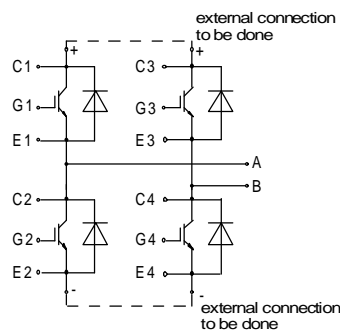 external connection
to be done
+ +
C1 C3
G1 G3
E1 E3
A
B
C2 C4
G2 G4
E2 E4
- -
external connection
to be done